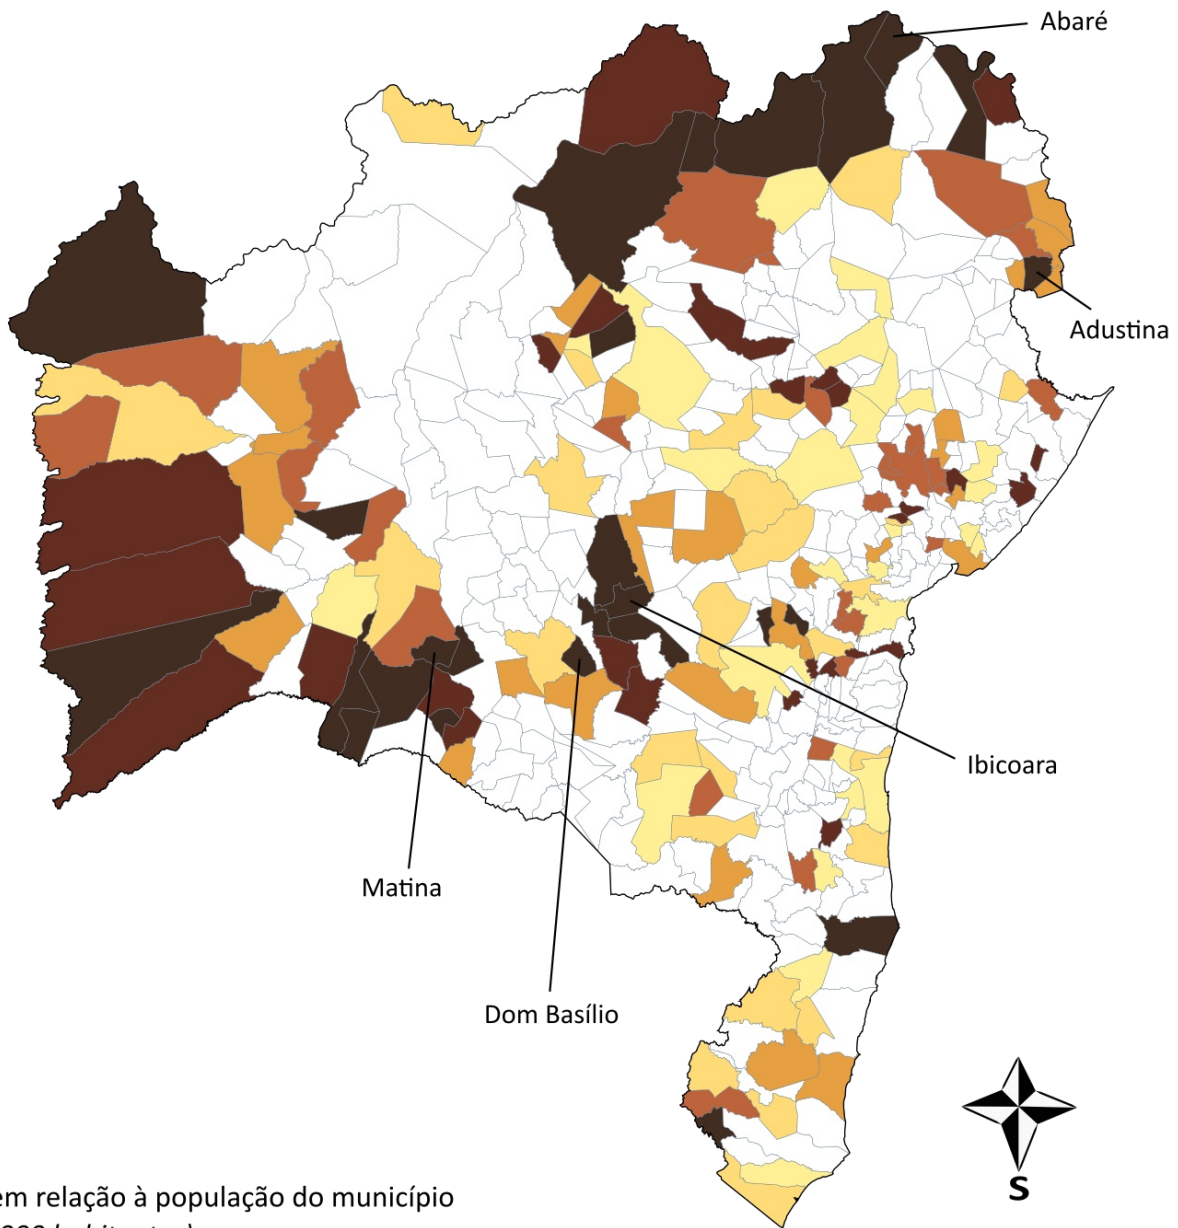 Abaré
Adustina
Ibicoara
Matina
Dom Basílio
S
em relação à população do município